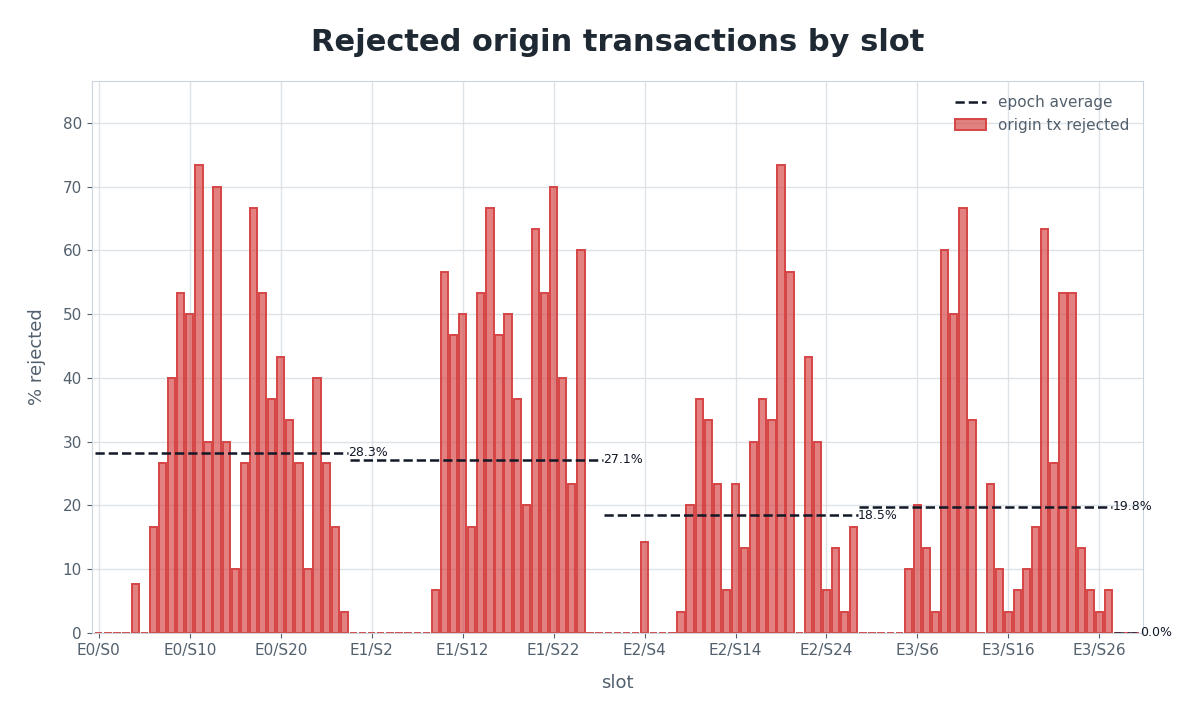 Rejected origin transactions by slot
epoch average
origin tx rejected
% rejected
80
70
60
50
40
30
20
10
0
28.3%
27.1%
18.5%
19.8%
0.0%
E0/S0 E0/S10 E0/S20 E1/S2 E1/S12 E1/S22 E2/S4 E2/S14 E2/S24 E3/S6 E3/S16 E3/S26
slot